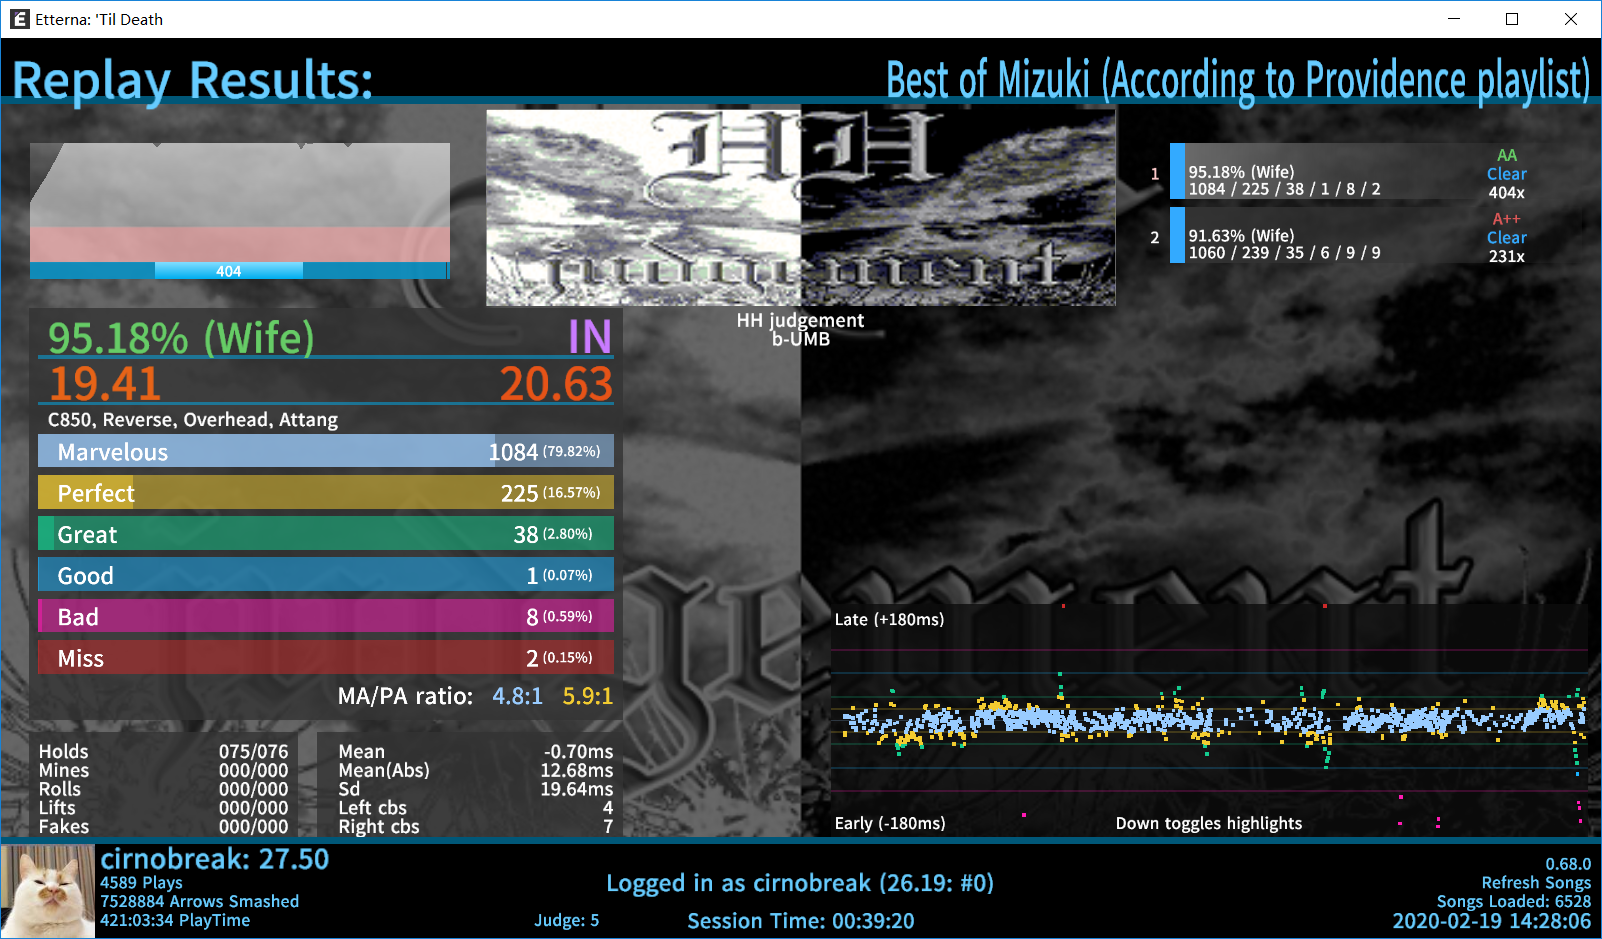 Etterna: 'Til Death
Replay Results:
Best of Mizuki (According to Providence playlist)
404
HH
judgement
HH judgement
b-UMB
1
95.18% (Wife)
1084 / 225 / 38 / 1 / 8 / 2
AA
Clear
404x
2
91.63% (Wife)
1060 / 239 / 35 / 6 / 9 / 9
A++
Clear
231x
95.18% (Wife) IN
19.41 20.63
C850, Reverse, Overhead, Attang
Marvelous 1084 (79.82%)
Perfect 225 (16.57%)
Great 38 (2.80%)
Good 1 (0.07%)
Bad 8 (0.59%)
Miss 2 (0.15%)
MA/PA ratio: 4.8:1 5.9:1
Holds 075/076
Mines 000/000
Rolls 000/000
Lifts 000/000
Fakes 000/000
Mean -0.70ms
Mean(Abs) 12.68ms
Sd 19.64ms
Left cbs 4
Right cbs 7
Late (+180ms)
Early (-180ms)
Down toggles highlights
cirnobreak: 27.50
4589 Plays
7528884 Arrows Smashed
421:03:34 PlayTime
Judge: 5
Logged in as cirnobreak (26.19: #0)
Session Time: 00:39:20
0.68.0
Refresh Songs
Songs Loaded: 6528
2020-02-19 14:28:06